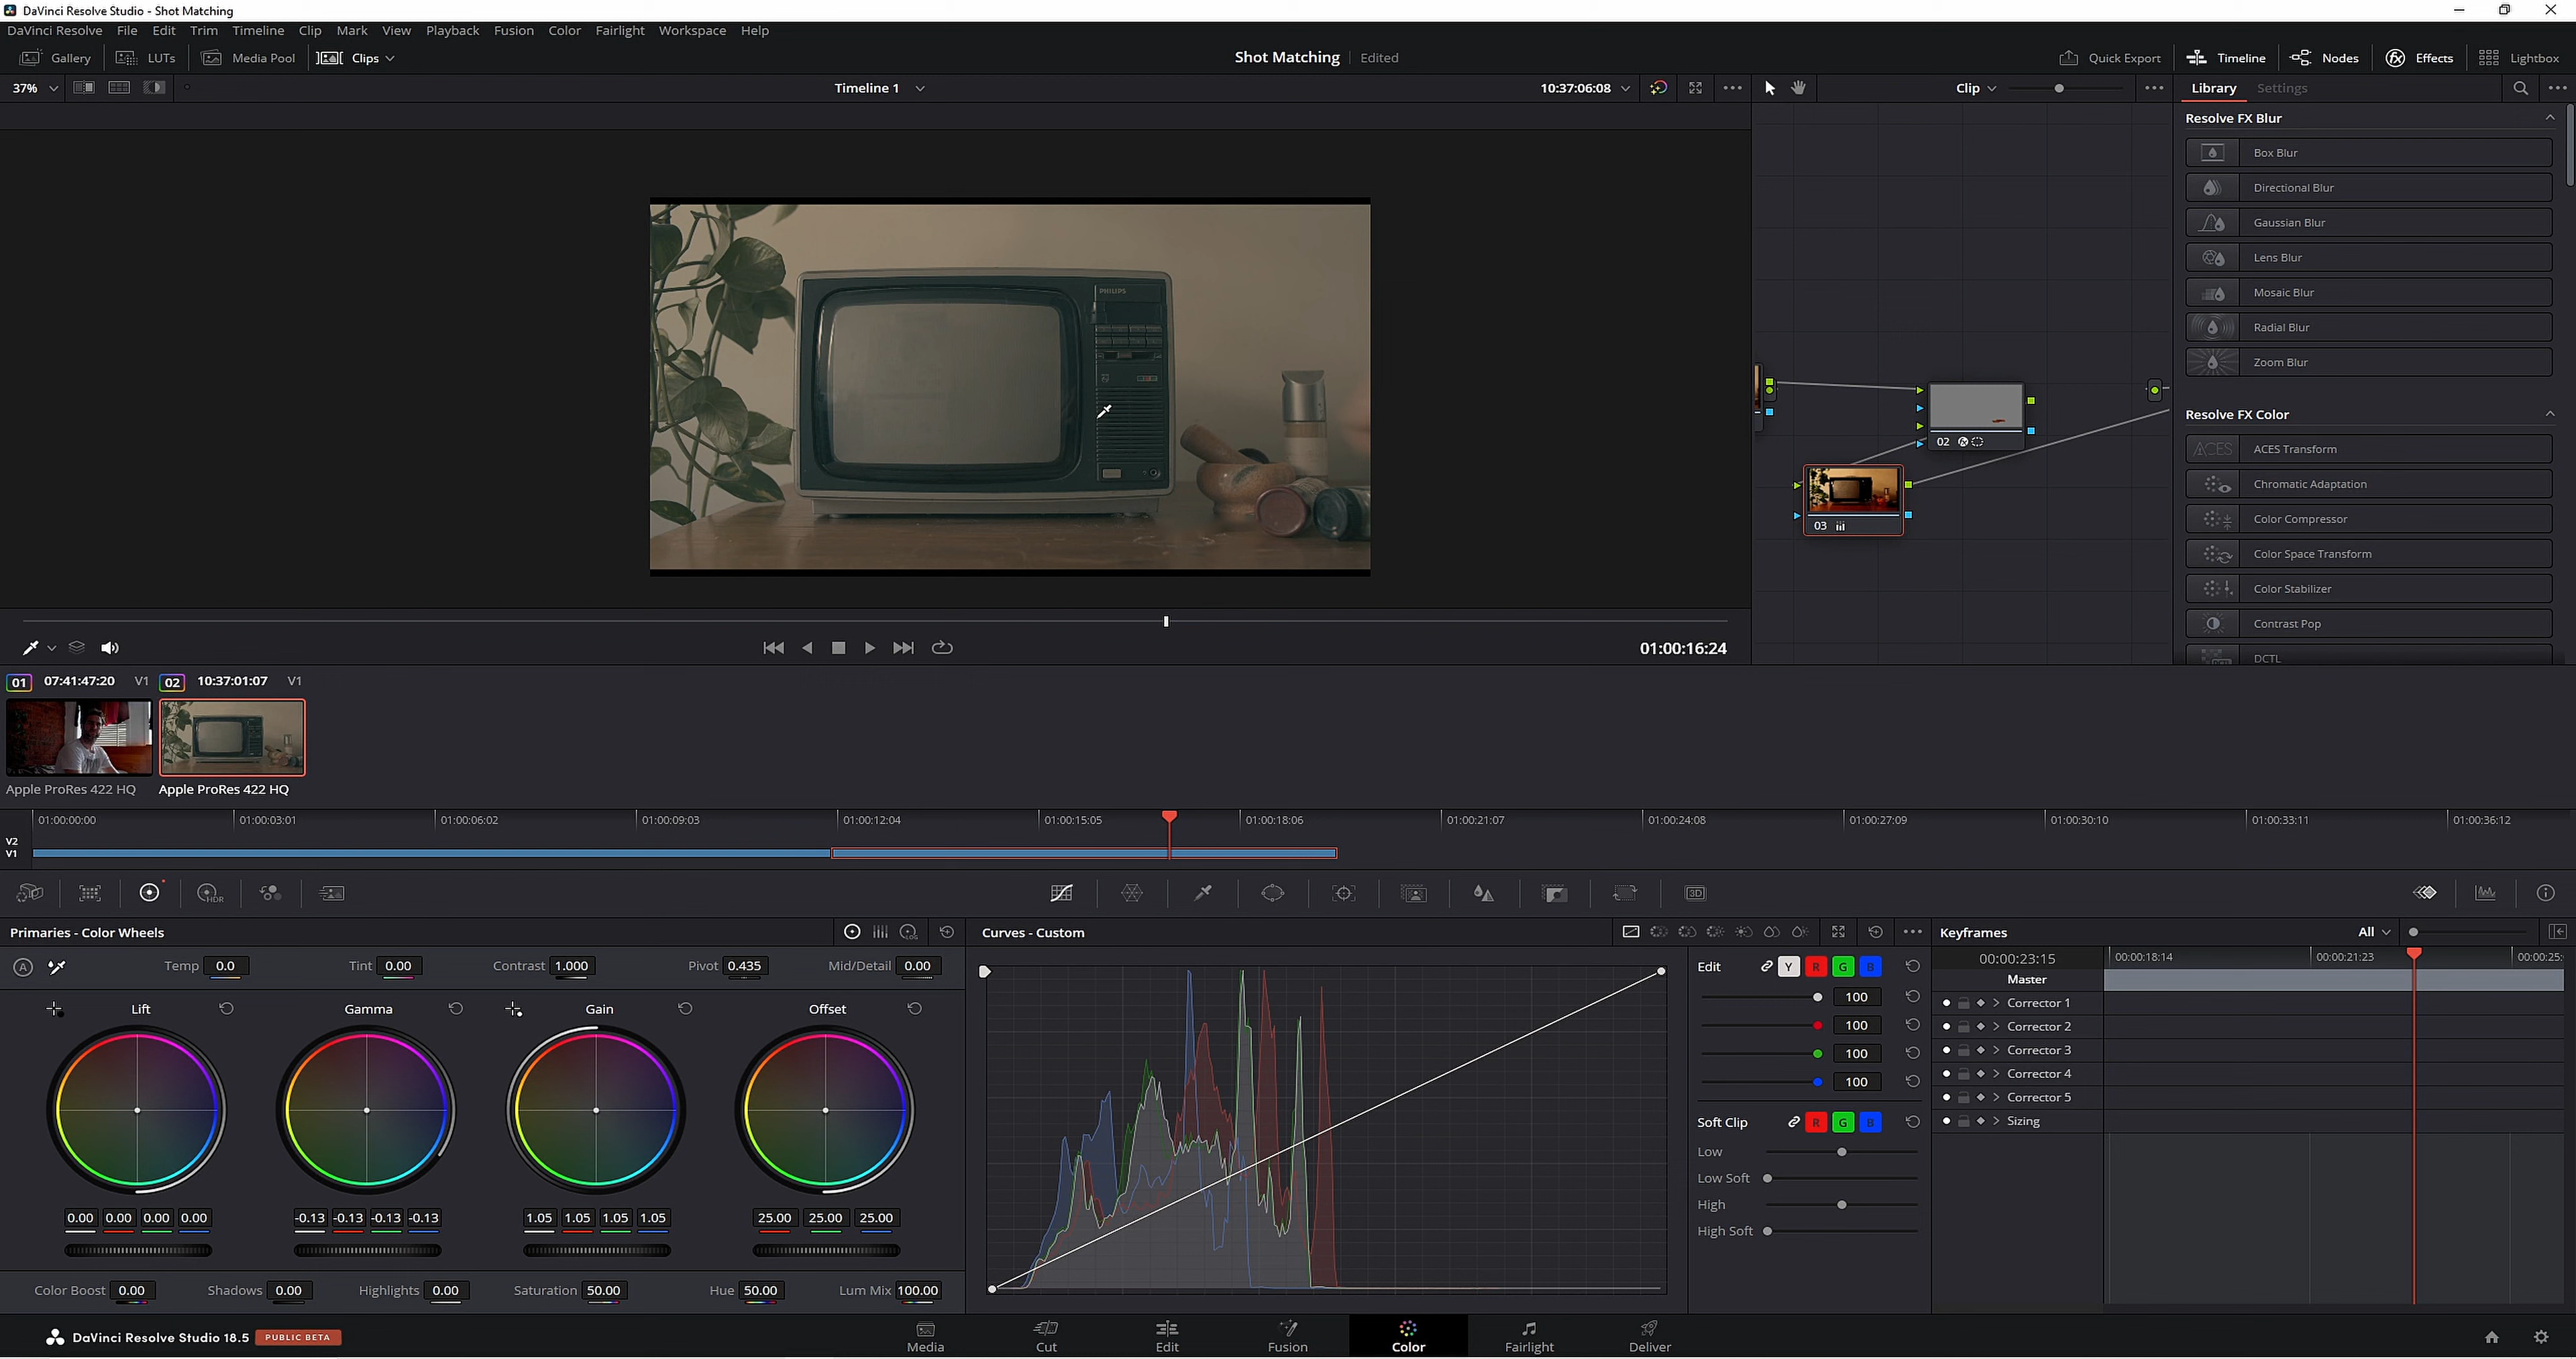 DaVinci Resolve Studio - Shot Matching
DaVinci Resolve File Edit Trim Timeline Clip Mark View Playback Fusion Color Fairlight Workspace Help
Gallery LUTs Media Pool Clips Shot Matching Edited Quick Export Timeline Nodes Effects Lightbox
37% Timeline 1 10:37:06:08 Clip Library Settings
Resolve FX Blur
Box Blur
Directional Blur
Gaussian Blur
Lens Blur
Mosaic Blur
Radial Blur
Zoom Blur
Resolve FX Color
ACES ACES Transform
Chromatic Adaptation
Color Compressor
Color Space Transform
Color Stabilizer
Contrast Pop
DCTL
PHILIPS
02
03
01:00:16:24
01 07:41:47:20 V1 02 10:37:01:07 V1
Apple ProRes 422 HQ Apple ProRes 422 HQ
01:00:00:00 01:00:03:01 01:00:06:02 01:00:09:03 01:00:12:04 01:00:15:05 01:00:18:06 01:00:21:07 01:00:24:08 01:00:27:09 01:00:30:10 01:00:33:11 01:00:36:12
V2
V1
HDR 3D
Primaries - Color Wheels LOG Curves - Custom Keyframes All
A Temp 0.0 Tint 0.00 Contrast 1.000 Pivot 0.435 Mid/Detail 0.00
Lift Gamma Gain Offset
0.00 0.00 0.00 0.00 -0.13 -0.13 -0.13 -0.13 1.05 1.05 1.05 1.05 25.00 25.00 25.00
Color Boost 0.00 Shadows 0.00 Highlights 0.00 Saturation 50.00 Hue 50.00 Lum Mix 100.00
Edit Y R G B
100
100
100
100
Soft Clip R G B
Low
Low Soft
High
High Soft
00:00:23:15 00:00:18:14 00:00:21:23 00:00:25:
Master
Corrector 1
Corrector 2
Corrector 3
Corrector 4
Corrector 5
Sizing
DaVinci Resolve Studio 18.5 PUBLIC BETA Media Cut Edit Fusion Color Fairlight Deliver